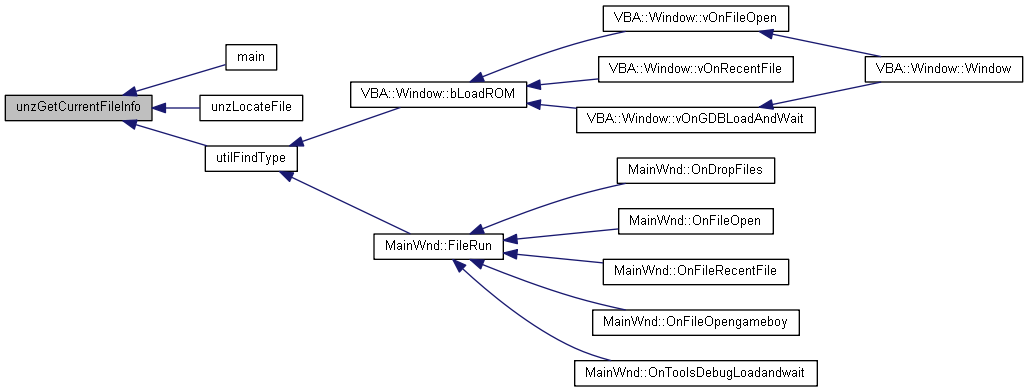 unzGetCurrentFileInfo
main
unzLocateFile
utilFindType
VBA::Window::bLoadROM
MainWnd::FileRun
VBA::Window::vOnFileOpen
VBA::Window::vOnRecentFile
VBA::Window::vOnGDBLoadAndWait
MainWnd::OnDropFiles
MainWnd::OnFileOpen
MainWnd::OnFileRecentFile
MainWnd::OnFileOpengameboy
MainWnd::OnToolsDebugLoadandwait
VBA::Window::Window